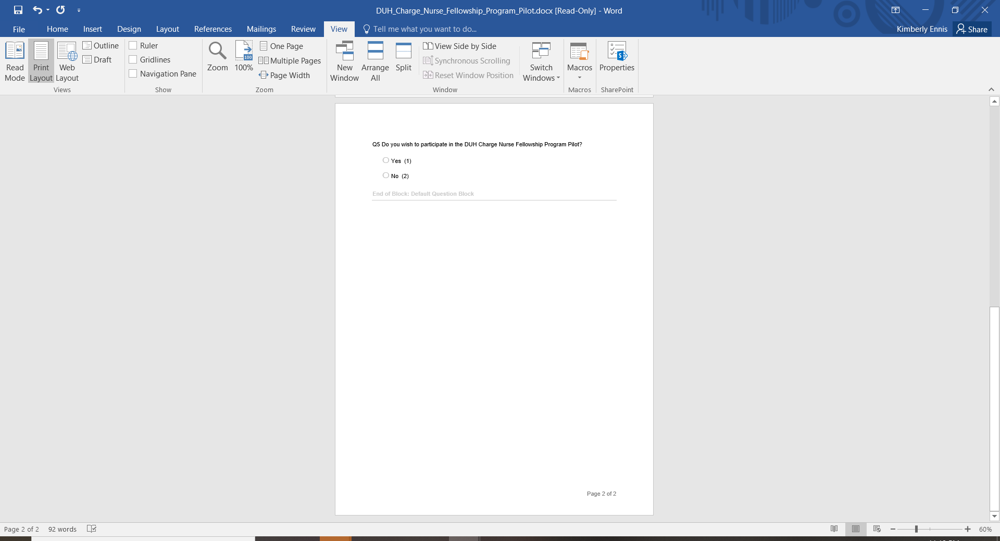 DUH_Charge_Nurse_Fellowship_Program_Pilot.docx [Read-Only] - Word
File Home Insert Design Layout References Mailings Review View Tell me what you want to do... Kimberly Ennis Share
Read Mode
Print Layout
Web Layout
Outline
Draft
Views
Ruler
Gridlines
Navigation Pane
Show
Zoom
100
100%
One Page
Multiple Pages
Page Width
Zoom
New Window
Arrange All
Split
View Side by Side
Synchronous Scrolling
Reset Window Position
Switch Windows
Window
Macros
Macros
S
Properties
SharePoint
Q5 Do you wish to participate in the DUH Charge Nurse Fellowship Program Pilot?
Yes (1)
No (2)
End of Block: Default Question Block
Page 2 of 2
Page 2 of 2 92 words 60%